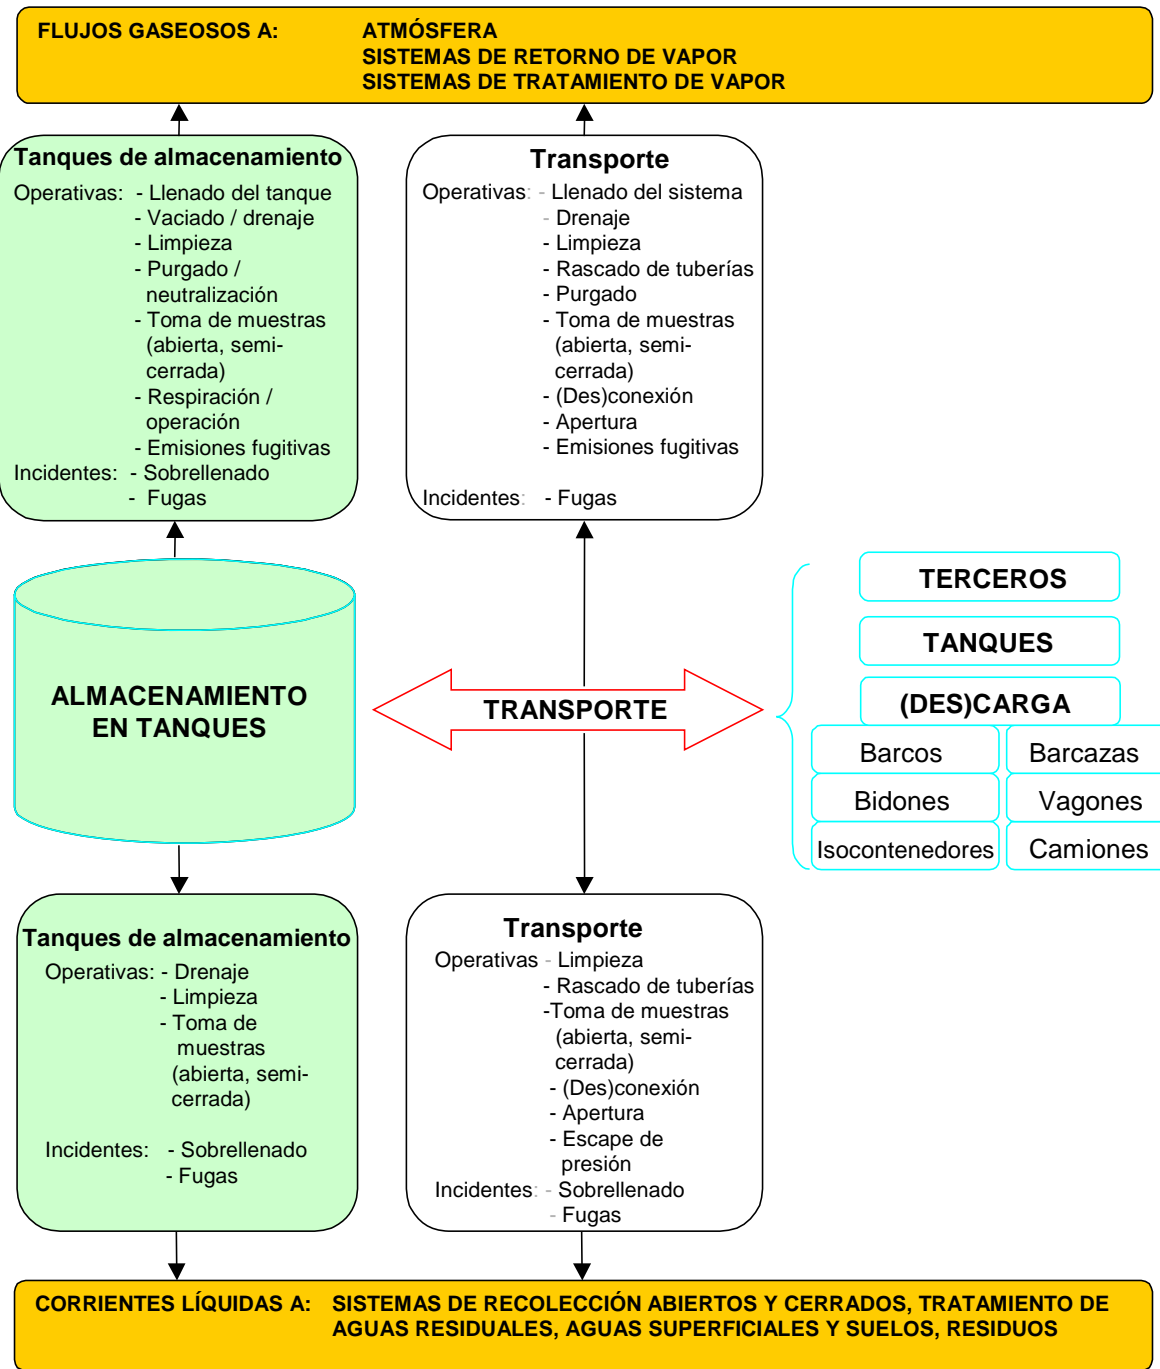 FLUJOS GASEOSOS A: ATMÓSFERA
SISTEMAS DE RETORNO DE VAPOR
SISTEMAS DE TRATAMIENTO DE VAPOR
Tanques de almacenamiento
Operativas: - Llenado del tanque
- Vaciado / drenaje
- Limpieza
- Purgado /
neutralización
- Toma de muestras
(abierta, semi-
cerrada)
- Respiración /
operación
- Emisiones fugitivas
Incidentes: - Sobrellenado
- Fugas
Transporte
Operativas: - Llenado del sistema
- Drenaje
- Limpieza
- Rascado de tuberías
- Purgado
- Toma de muestras
(abierta, semi-
cerrada)
- (Des)conexión
- Apertura
- Emisiones fugitivas
Incidentes: - Fugas
ALMACENAMIENTO
EN TANQUES
TRANSPORTE
TERCEROS
TANQUES
(DES)CARGA
Barcos Barcazas
Bidones Vagones
Isocontenedores Camiones
Tanques de almacenamiento
Operativas: - Drenaje
- Limpieza
- Toma de
muestras
(abierta, semi-
cerrada)
Incidentes: - Sobrellenado
- Fugas
Transporte
Operativas - Limpieza
- Rascado de tuberías
-Toma de muestras
(abierta, semi-
cerrada)
- (Des)conexión
- Apertura
- Escape de
presión
Incidentes: - Sobrellenado
- Fugas
CORRIENTES LÍQUIDAS A: SISTEMAS DE RECOLECCIÓN ABIERTOS Y CERRADOS, TRATAMIENTO DE
AGUAS RESIDUALES, AGUAS SUPERFICIALES Y SUELOS, RESIDUOS